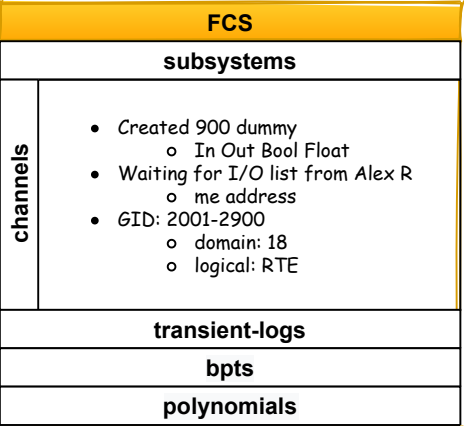 FCS
subsystems
channels
● Created 900 dummy
o In Out Bool Float
● Waiting for I/O list from Alex R
o me address
● GID: 2001-2900
o domain: 18
o logical: RTE
transient-logs
bpts
polynomials